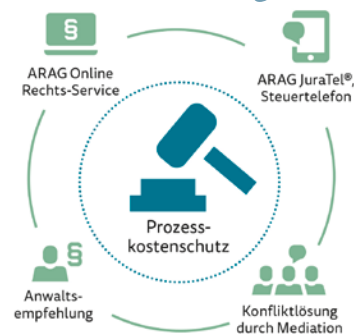 §
ARAG Online
Rechts-Service
ARAG JuraTel®,
Steuertelefon
Prozess-
kostenschutz
§
Anwalts-
empfehlung
Konfliktlösung
durch Mediation